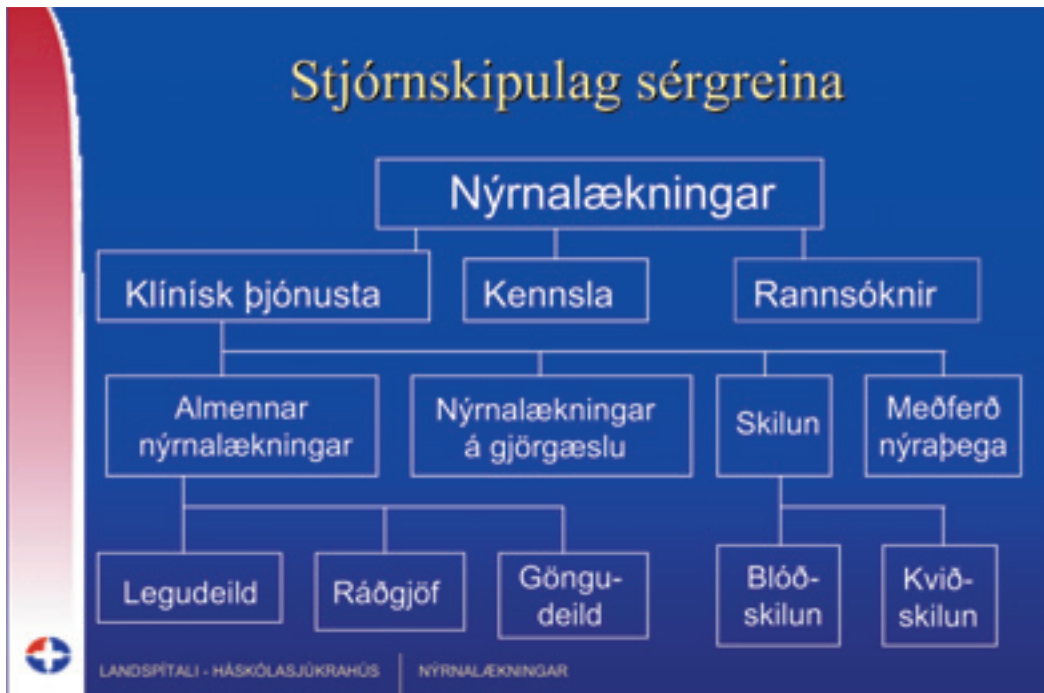 Stjórnskipulag sérgreina
Nýrnalækningar
Klínísk þjónusta
Kennsla
Rannsóknir
Almennar
nýrnalækningar
Nýrnalækningar
á gjörgæslu
Skilun
Meðferð
nýraþega
Legudeild
Ráðgjöf
Göngu-
deild
Blóð-
skilun
Kvið-
skilun
LANDSPÍTALI - HÁSKÓLASJÚKRAHÚS
NÝRNALÆKNINGAR